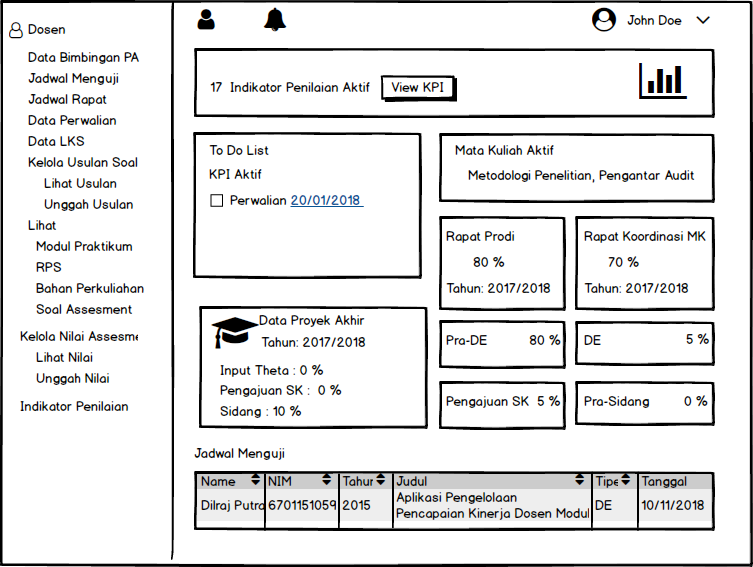 Dosen
Data Bimbingan PA
Jadwal Menguji
Jadwal Rapat
Data Perwalian
Data LKS
Kelola Usulan Soal
Lihat Usulan
Unggah Usulan
Lihat
Modul Praktikum
RPS
Bahan Perkuliahan
Soal Assesment
Kelola Nilai Assesme
Lihat Nilai
Unggah Nilai
Indikator Penilaian
John Doe
17 Indikator Penilaian Aktif View KPI
To Do List
KPI Aktif
Perwalian 20/01/2018
Mata Kuliah Aktif
Metodologi Penelitian, Pengantar Audit
Rapat Prodi
80 %
Tahun: 2017/2018
Rapat Koordinasi MK
70 %
Tahun: 2017/2018
Data Proyek Akhir
Tahun: 2017/2018
Input Theta : 0 %
Pengajuan SK : 0 %
Sidang : 10 %
Pra-DE 80 %
DE 5 %
Pengajuan SK 5 %
Pra-Sidang 0 %
Jadwal Menguji
Name NIM Tahur Judul Tipe Tanggal
Dilraj Putra 6701151059 2015 Aplikasi Pengelolaan
Pencapaian Kinerja Dosen Modul DE 10/11/2018